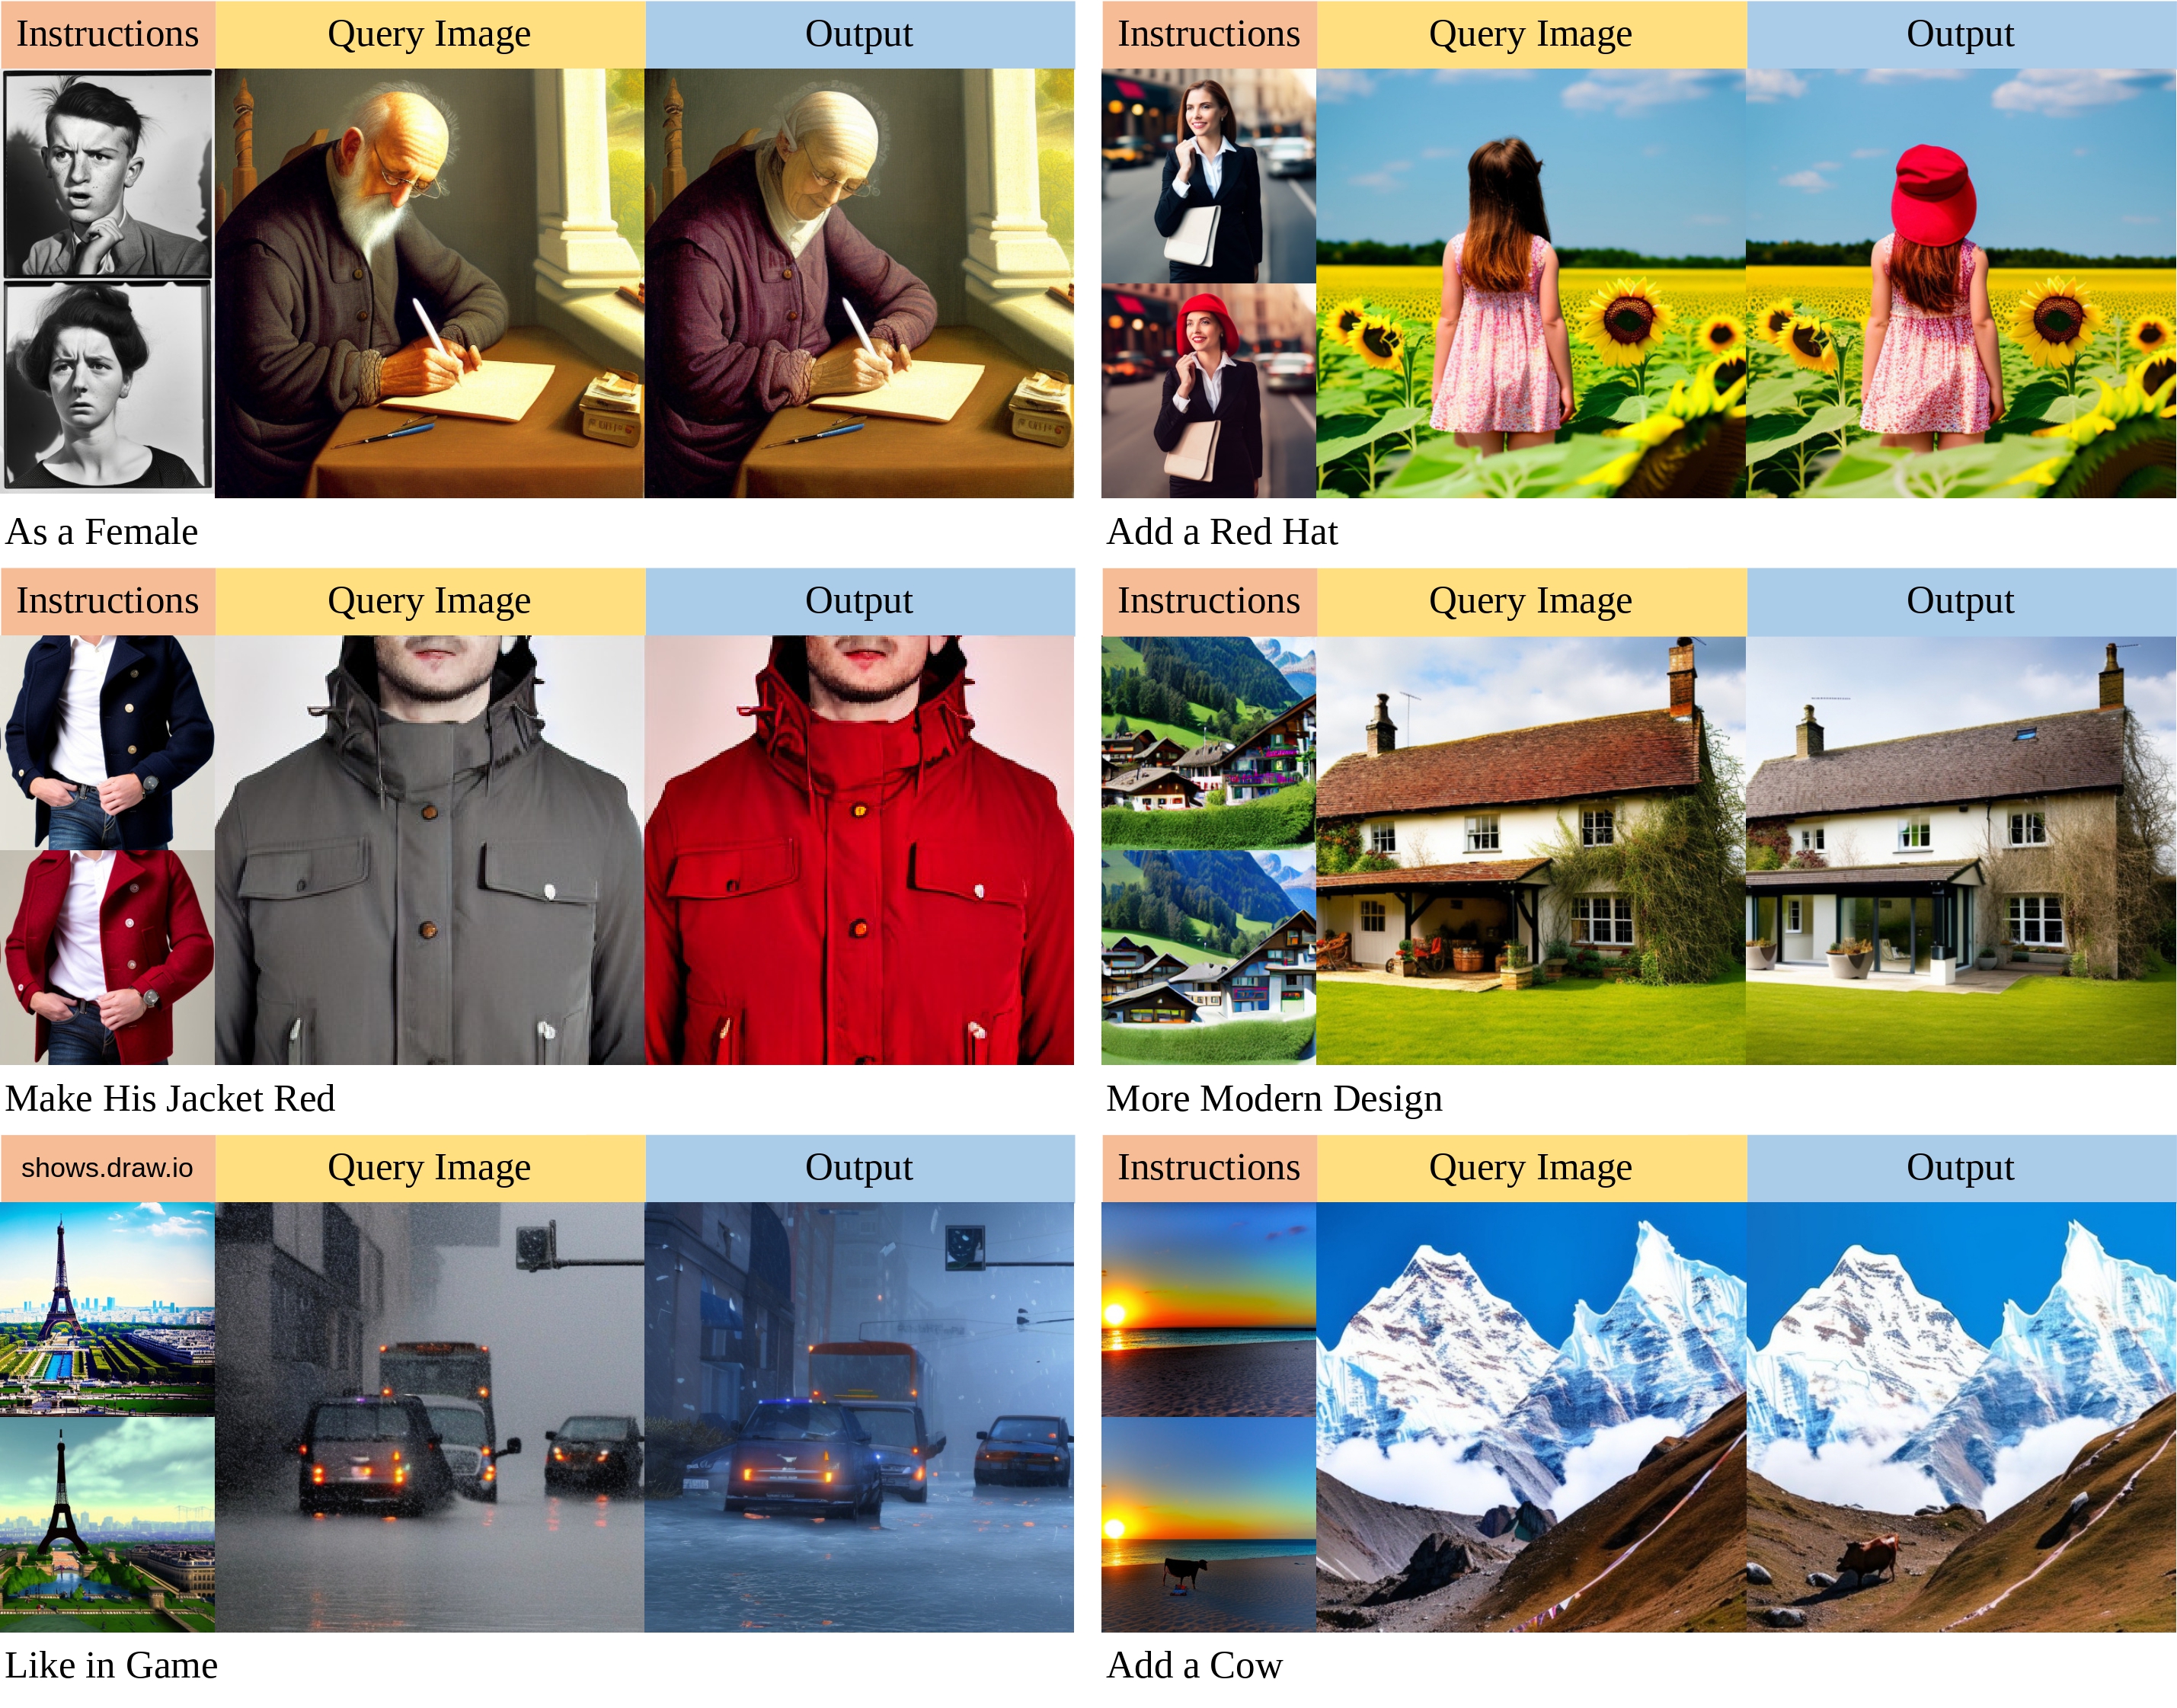 Instructions Query Image Output
As a Female
Instructions Query Image Output
Add a Red Hat
Instructions Query Image Output
Make His Jacket Red
Instructions Query Image Output
More Modern Design
shows.draw.io Query Image Output
Like in Game
Instructions Query Image Output
Add a Cow